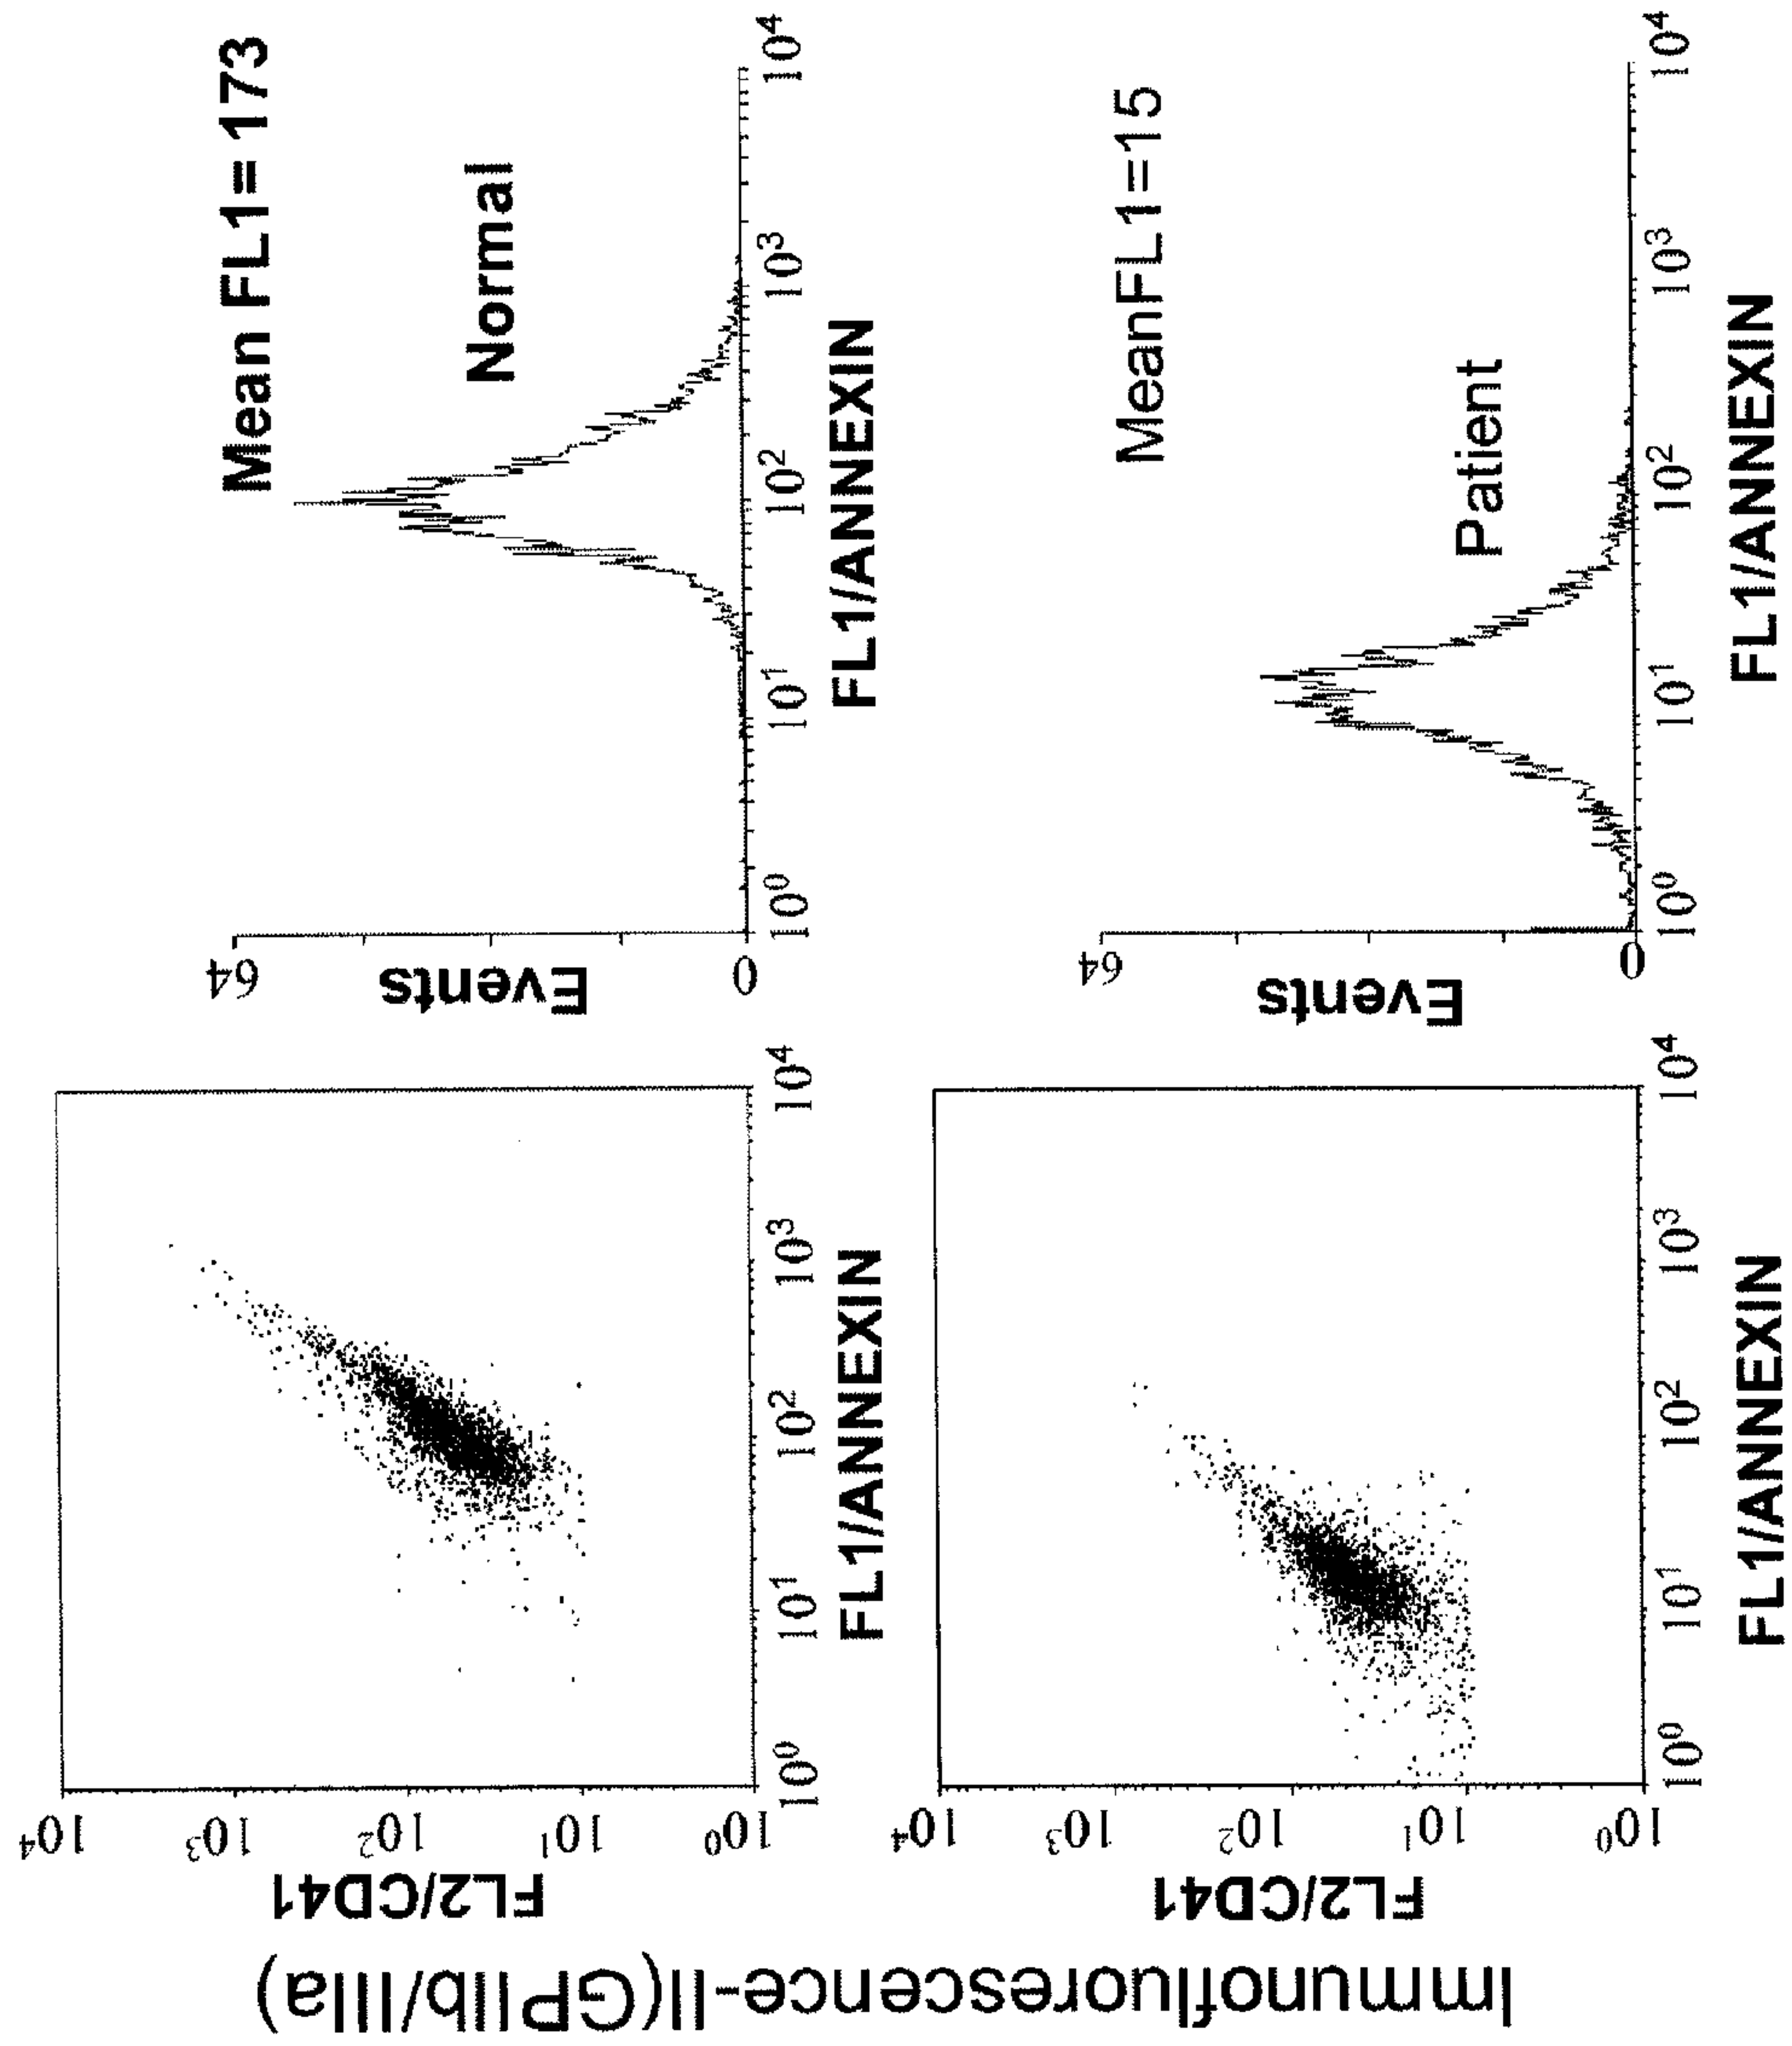 Immunofluorescence-II(GPIIb/IIIa)
FL2/CD41
10⁴
10³
10²
10¹
10⁰
10⁰ 10¹ 10² 10³ 10⁴
FL1/ANNEXIN
Events
64
0
Mean FL1= 173
Normal
10⁰ 10¹ 10² 10³ 10⁴
FL1/ANNEXIN
FL2/CD41
10⁴
10³
10²
10¹
10⁰
10⁰ 10¹ 10² 10³ 10⁴
FL1/ANNEXIN
Events
64
0
MeanFL1=15
Patient
10⁰ 10¹ 10² 10³ 10⁴
FL1/ANNEXIN